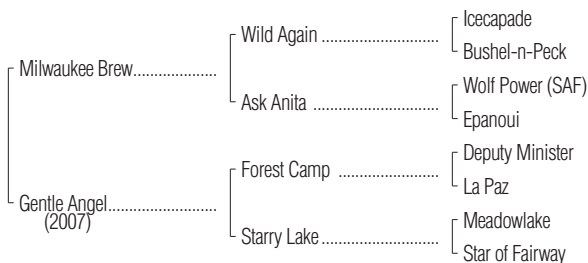 Icecapade
Wild Again ........................
Bushel-n-Peck
Milwaukee Brew.................
Wolf Power (SAF)
Ask Anita .........................
Epanoui
Deputy Minister
Forest Camp .....................
La Paz
Gentle Angel......................
(2007)
Meadowlake
Starry Lake........................
Star of Fairway